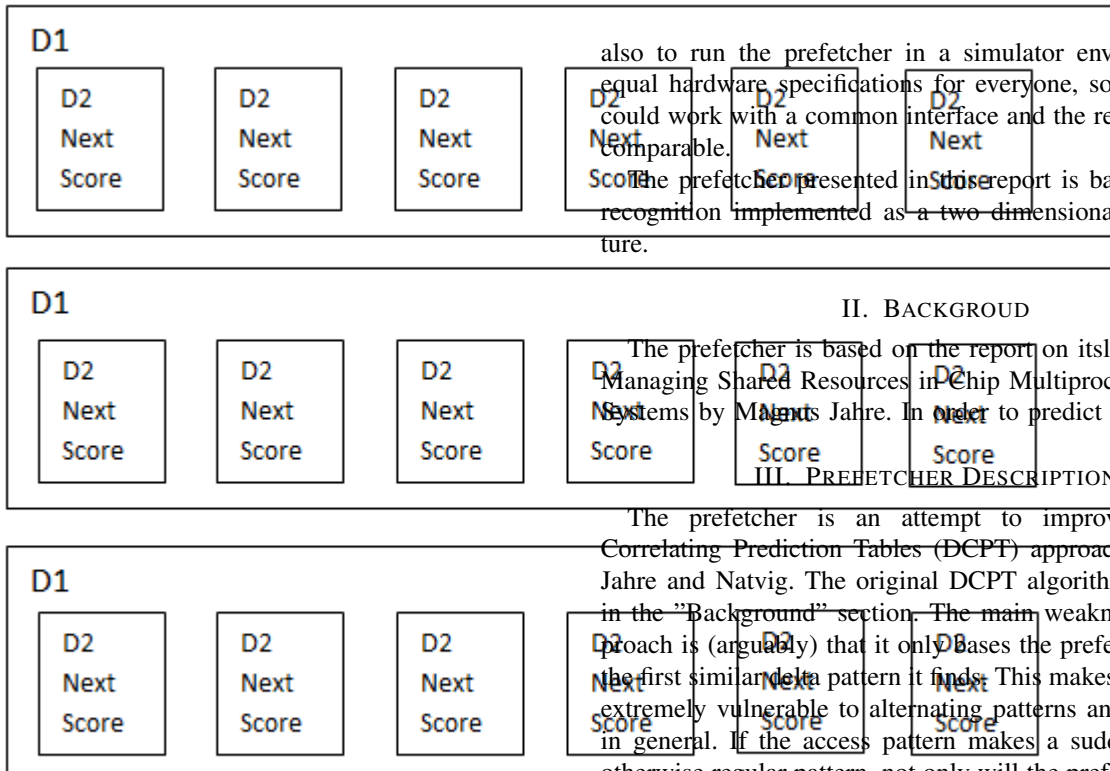 D1
D2 D2 D2 D2 D2 D2
Next Next Next Next Next Next
Score Score Score Score Score Score
D1
D2 D2 D2 D2 D2 D2
Next Next Next Next Next Next
Score Score Score Score Score Score
D1
D2 D2 D2 D2 D2 D2
Next Next Next Next Next Next
Score Score Score Score Score Score
also to run the prefetcher in a simulator env
equal hardware specifications for everyone, so
could work with a common interface and the re
comparable.
The prefetcher presented in this report is ba
recognition implemented as a two dimensiona
ture.
II. BACKGROUD
The prefetcher is based on the report on itsl
Managing Shared Resources in Chip Multiproc
Systems by Magnus Jahre. In order to predict
III. PREFETCHER DESCRIPTION
The prefetcher is an attempt to improv
Correlating Prediction Tables (DCPT) approac
Jahre and Natvig. The original DCPT algorith
in the ”Background” section. The main weakn
proach is (arguably) that it only bases the prefe
the first similar delta pattern it finds. This makes
extremely vulnerable to alternating patterns an
in general. If the access pattern makes a sud
otherwise regular pattern, not only will the pref